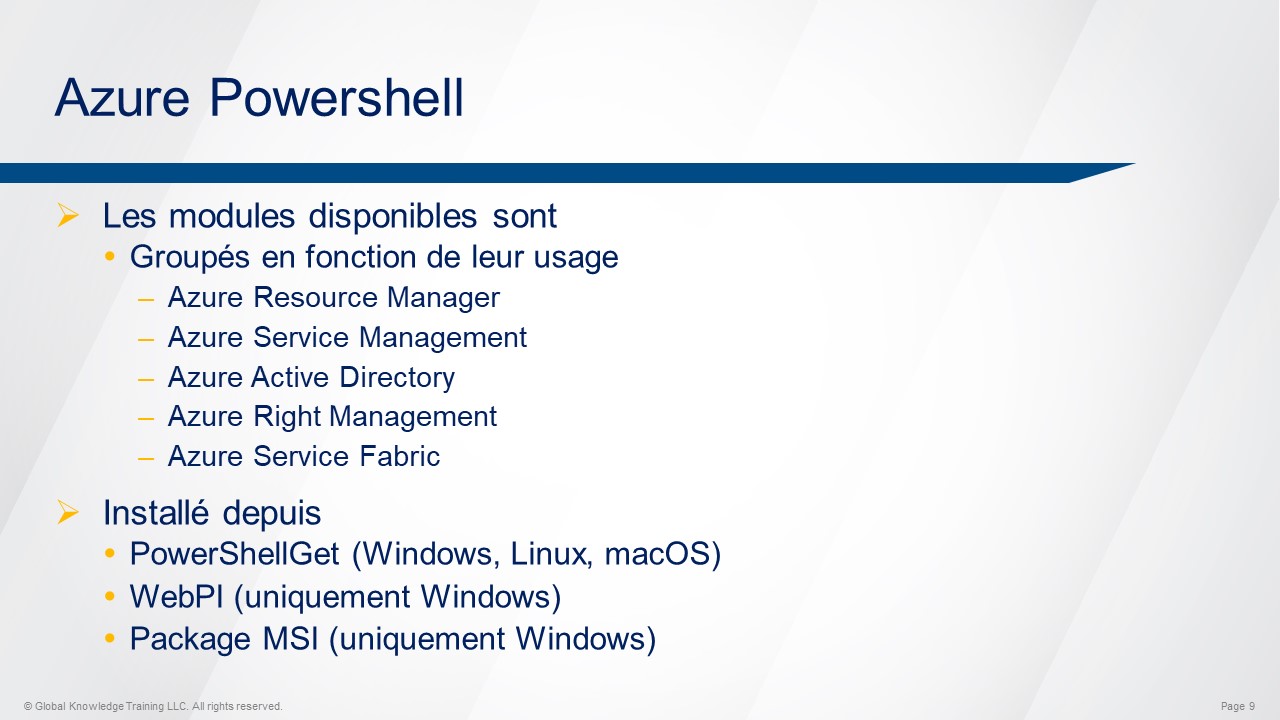 Azure Powershell
Les modules disponibles sont
Groupés en fonction de leur usage
– Azure Resource Manager
– Azure Service Management
– Azure Active Directory
– Azure Right Management
– Azure Service Fabric
Installé depuis
• PowerShellGet (Windows, Linux, macOS)
• WebPI (uniquement Windows)
• Package MSI (uniquement Windows)
© Global Knowledge Training LLC. All rights reserved.
Page 9